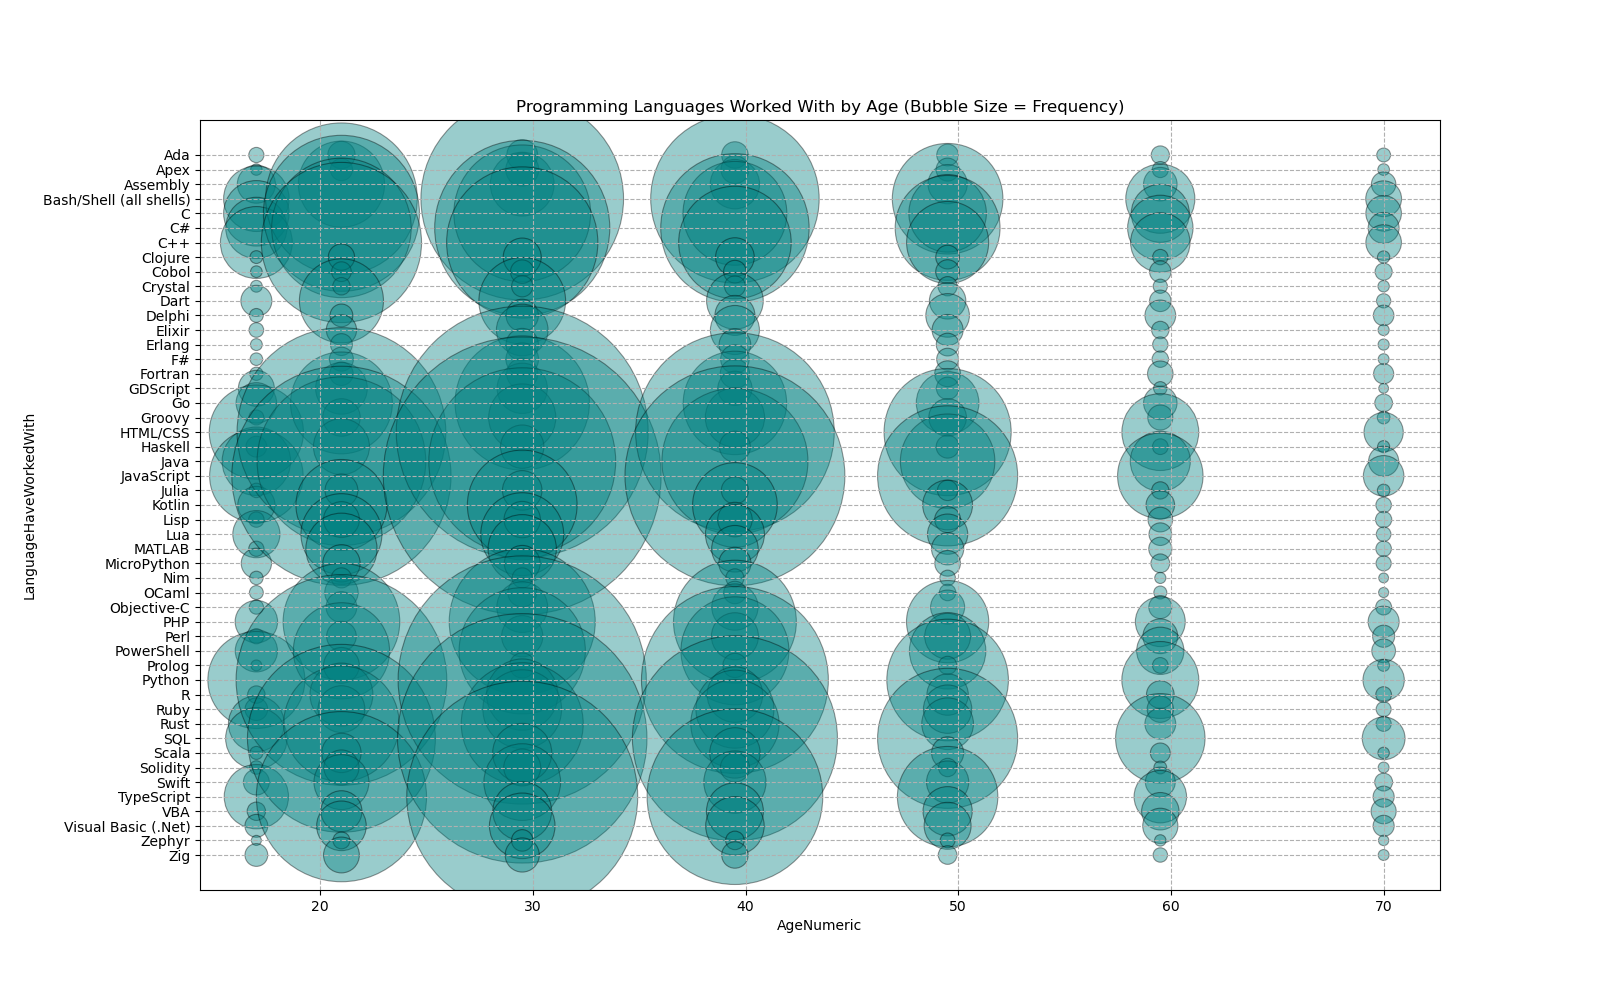 Programming Languages Worked With by Age (Bubble Size = Frequency)
LanguageHaveWorkedWith
Ada
Apex
Assembly
Bash/Shell (all shells)
C
C#
C++
Clojure
Cobol
Crystal
Dart
Delphi
Elixir
Erlang
F#
Fortran
GDScript
Go
Groovy
HTML/CSS
Haskell
Java
JavaScript
Julia
Kotlin
Lisp
Lua
MATLAB
MicroPython
Nim
OCaml
Objective-C
PHP
Perl
PowerShell
Prolog
Python
R
Ruby
Rust
SQL
Scala
Solidity
Swift
TypeScript
VBA
Visual Basic (.Net)
Zephyr
Zig
20 30 40 50 60 70
AgeNumeric